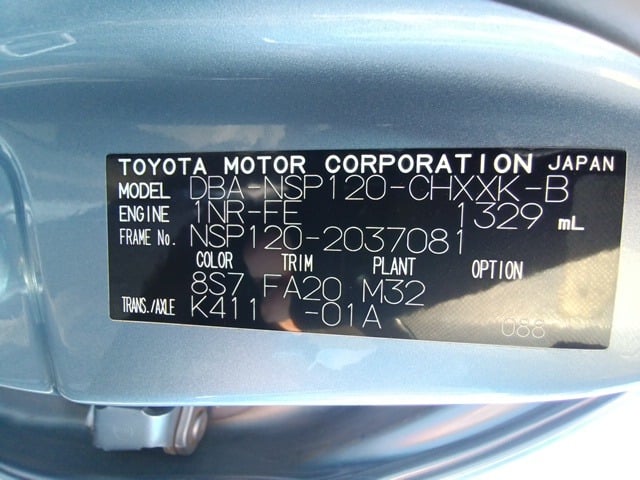 TOYOTA MOTOR CORPORATION JAPAN
MODEL DBA-NSP120-CHXXK-B
ENGINE 1NR-FE 1329 mL
FRAME No. NSP120-2037081
COLOR TRIM PLANT OPTION
8S7 FA20 M32
TRANS./AXLE K411 -01A
088